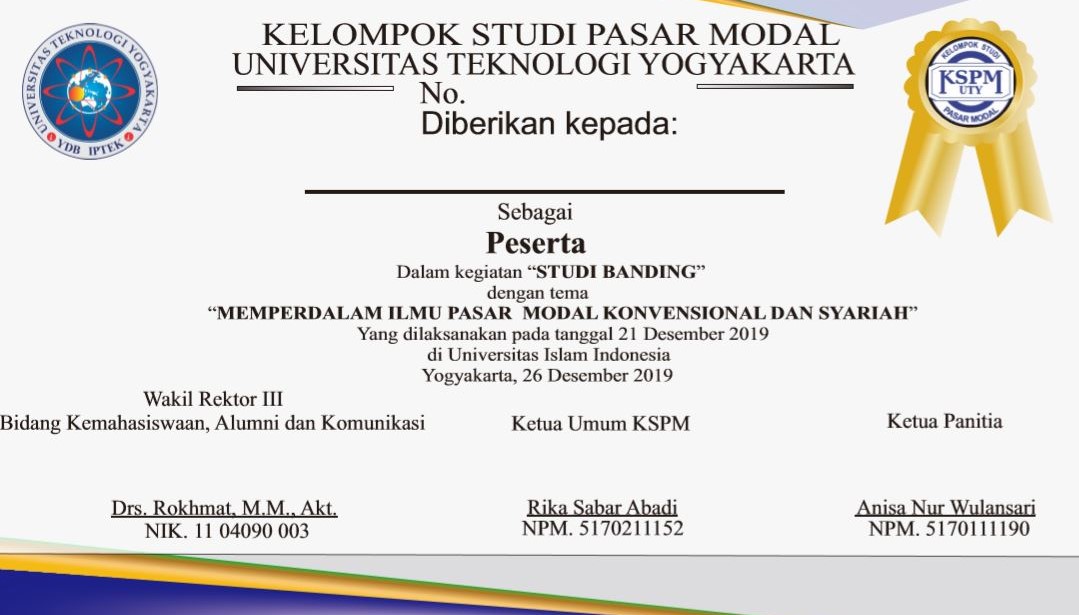 UNIVERSITAS TEKNOLOGI YOGYAKARTA
YDB IPTEK
KELOMPOK STUDI PASAR MODAL
UNIVERSITAS TEKNOLOGI YOGYAKARTA
KELOMPOK STUDI
KSPM
UTY
PASAR MODAL
No.
Diberikan kepada:
Sebagai
Peserta
Dalam kegiatan “STUDI BANDING”
dengan tema
“MEMPERDALAM ILMU PASAR MODAL KONVENSIONAL DAN SYARIAH”
Yang dilaksanakan pada tanggal 21 Desember 2019
di Universitas Islam Indonesia
Yogyakarta, 26 Desember 2019
Wakil Rektor III
Bidang Kemahasiswaan, Alumni dan Komunikasi
Ketua Umum KSPM
Ketua Panitia
Drs. Rokhmat, M.M., Akt.
NIK. 11 04090 003
Rika Sabar Abadi
NPM. 5170211152
Anisa Nur Wulansari
NPM. 5170111190